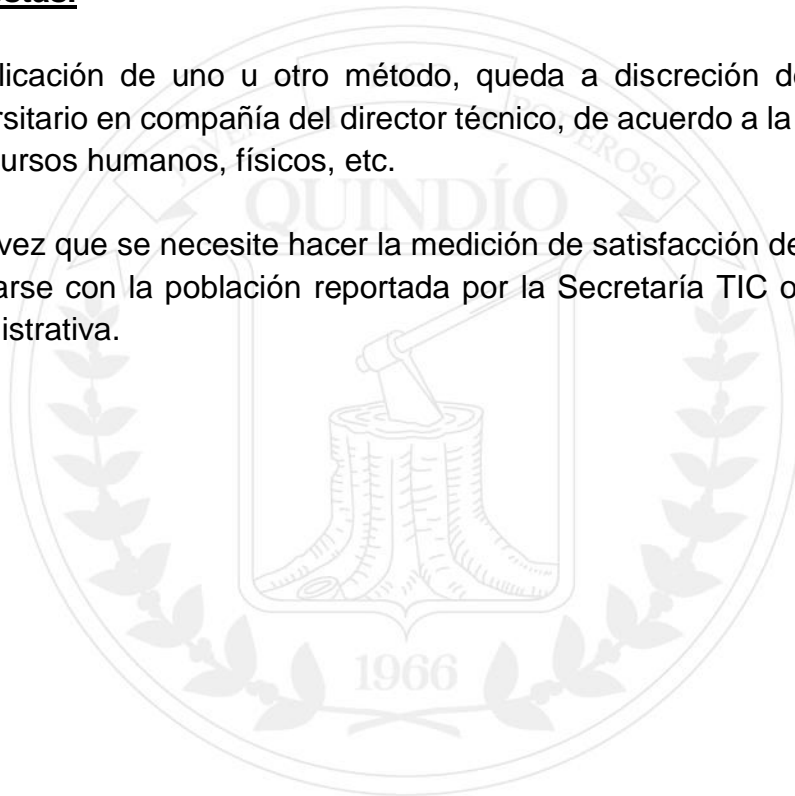 licación de uno u otro método, queda a discreción de
rsitario en compañía del director técnico, de acuerdo a la
ursos humanos, físicos, etc.
vez que se necesite hacer la medición de satisfacción de
arse con la población reportada por la Secretaría TIC o
istrativa.
QUINDÍO
PODEROSO
1966